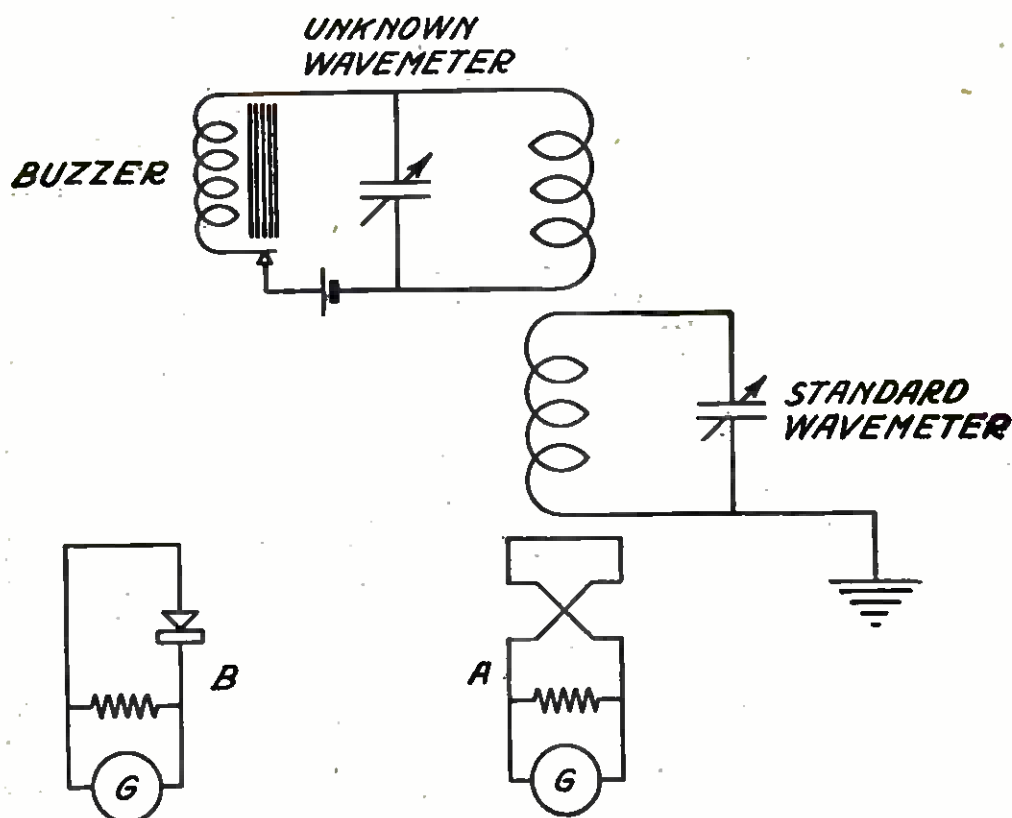 UNKNOWN
WAVEMETER
BUZZER
STANDARD
WAVEMETER
B
A
G
G